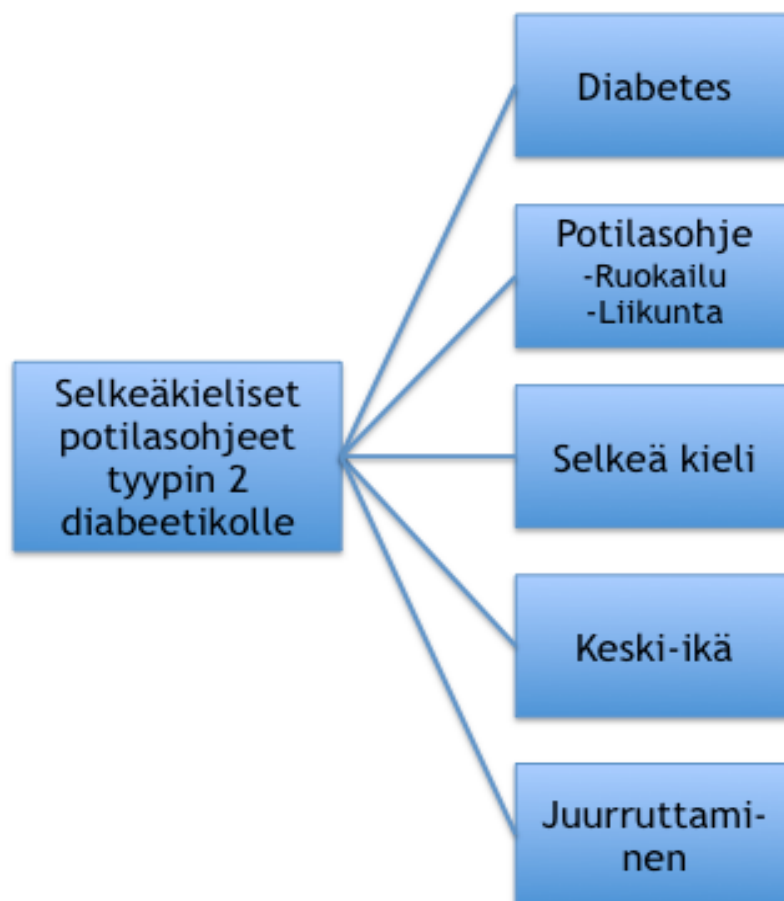 Diabetes
Potilasohje
-Ruokailu
-Liikunta
Selkeäkieliset
potilasohjeet
tyypin 2
diabeetikolle
Selkeä kieli
Keski-ikä
Juurruttami-
nen